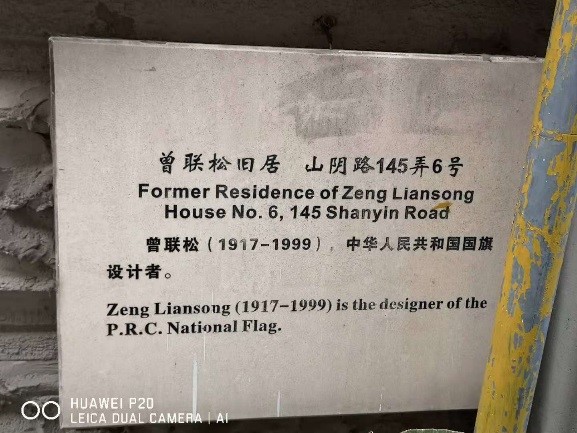 曾联松旧居 山阴路145弄6号
Former Residence of Zeng Liansong
House No. 6, 145 Shanyin Road
曾联松（1917-1999），中华人民共和国国旗
设计者。
Zeng Liansong (1917-1999) is the designer of the
P.R.C. National Flag.
HUAWEI P20
LEICA DUAL CAMERA | AI